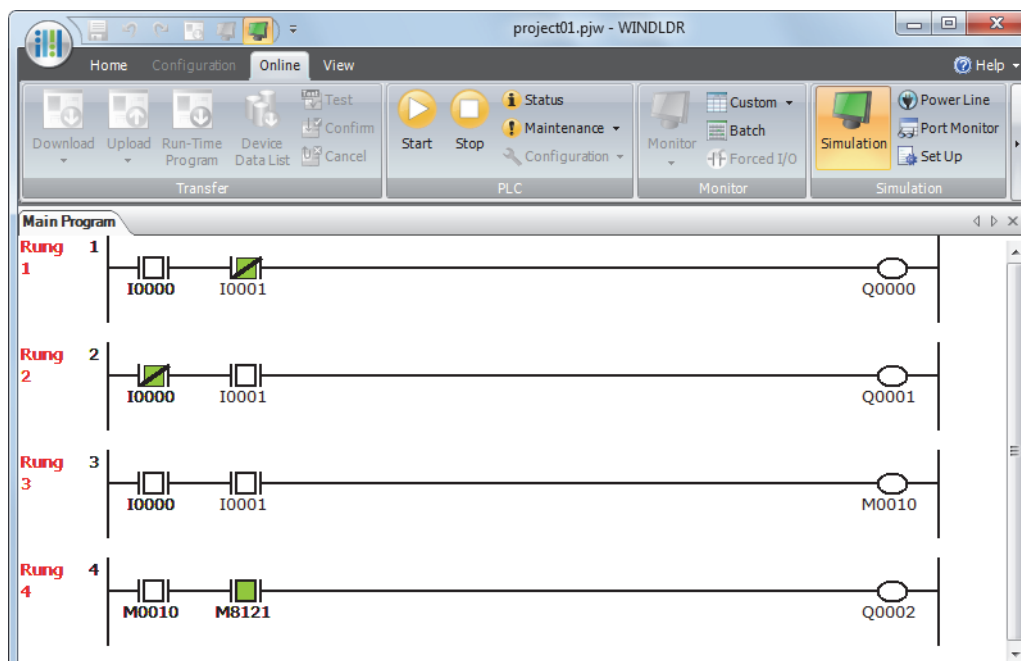 project01.pjw - WINDLDR
Home Configuration Online View Help
Download
Upload
Run-Time Program
Device Data List
Test
Confirm
Cancel
Transfer
Start
Stop
Status
Maintenance
Configuration
PLC
Monitor
Custom
Batch
Forced I/O
Monitor
Simulation
Power Line
Port Monitor
Set Up
Simulation
Main Program
Rung 1
1
I0000 I0001 Q0000
Rung 2
2
I0000 I0001 Q0001
Rung 3
3
I0000 I0001 M0010
Rung 4
4
M0010 M8121 Q0002